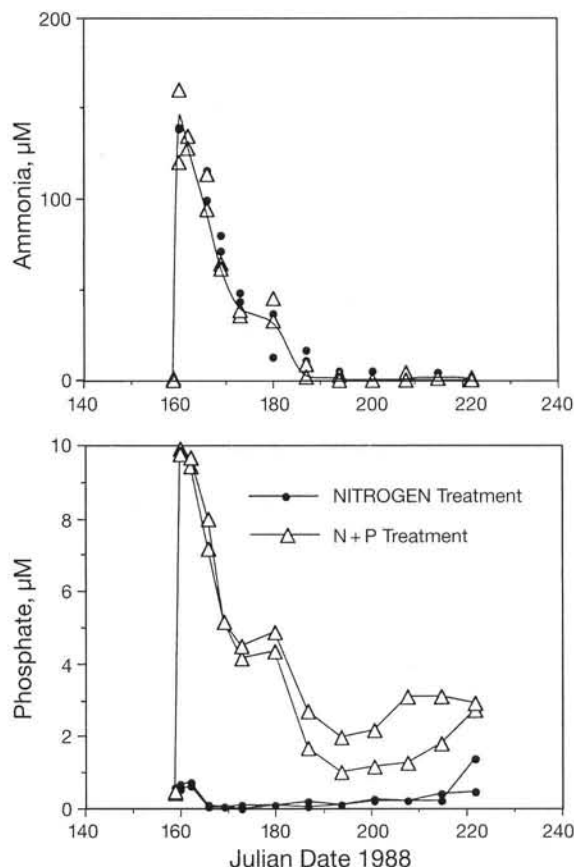 200
100
0
Ammonia, µM
140 160 180 200 220 240
10
8
6
4
2
0
Phosphate, µM
NITROGEN Treatment
N + P Treatment
140 160 180 200 220 240
Julian Date 1988